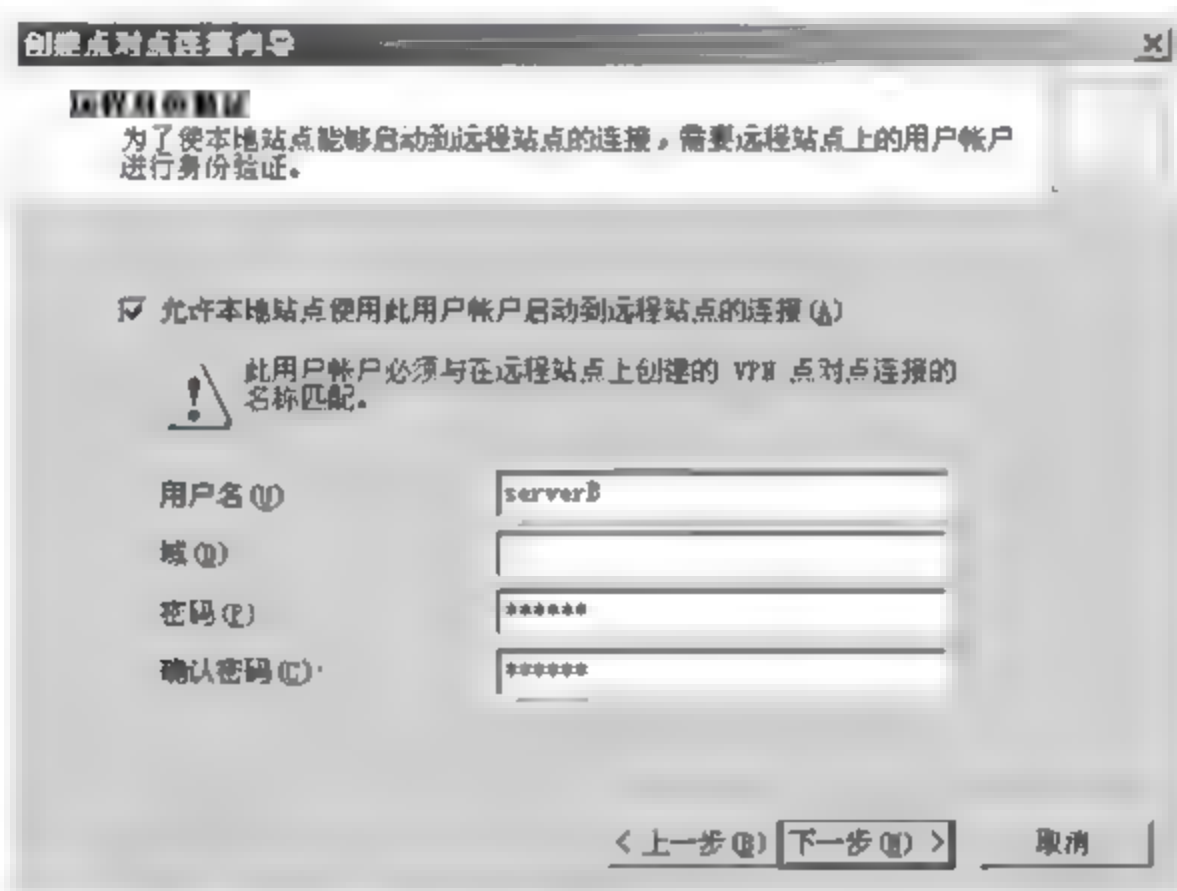 创建点对点连接向导
远程身份验证
为了使本地站点能够启动到远程站点的连接，需要远程站点上的用户帐户
进行身份验证。
允许本地站点使用此用户帐户启动到远程站点的连接(A)
此用户帐户必须与在远程站点上创建的 VPN 点对点连接的
名称匹配。
用户名(U)
serverB
域(D)
密码(P)
******
确认密码(C)
******
< 上一步(B) 下一步(N) > 取消